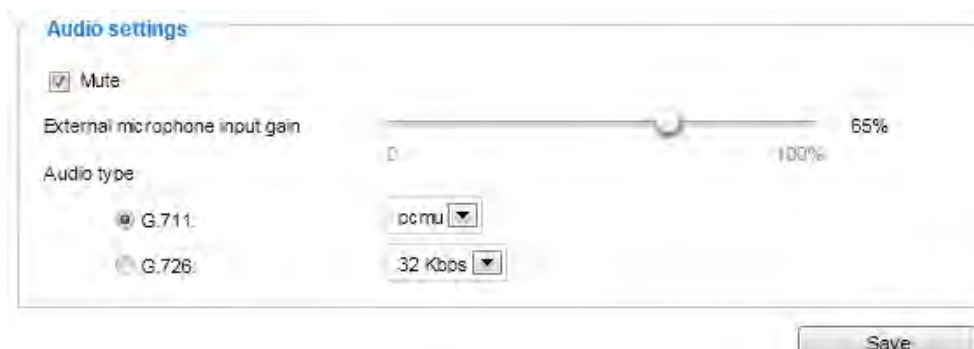 Audio settings
Mute
External microphone input gain 65%
0 100%
Audio type
G.711: pcmu
G.726: 32 Kbps
Save